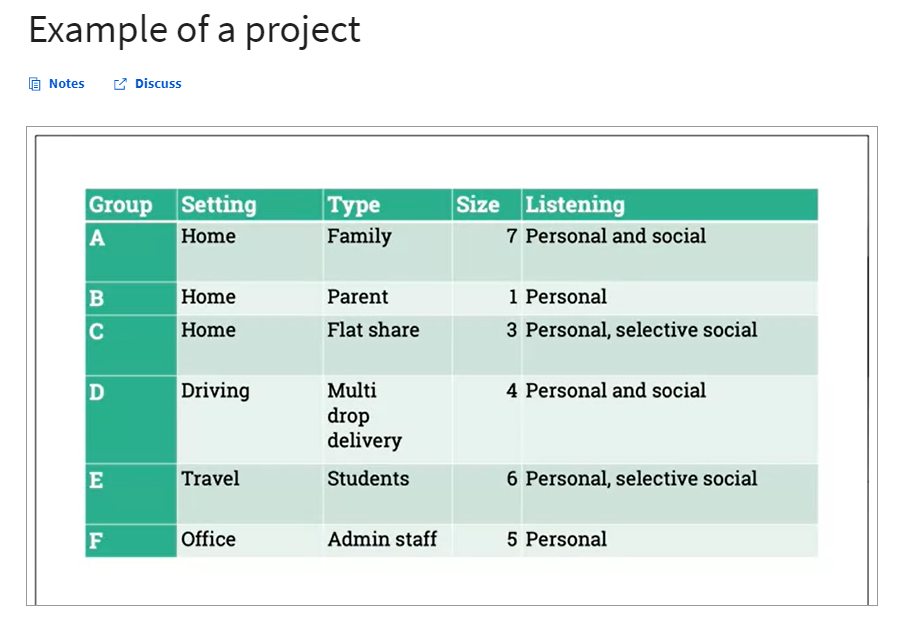 Example of a project
Notes Discuss
Group Setting Type Size Listening
A Home Family 7 Personal and social
B Home Parent 1 Personal
C Home Flat share 3 Personal, selective social
D Driving Multi 4 Personal and social
drop
delivery
E Travel Students 6 Personal, selective social
F Office Admin staff 5 Personal